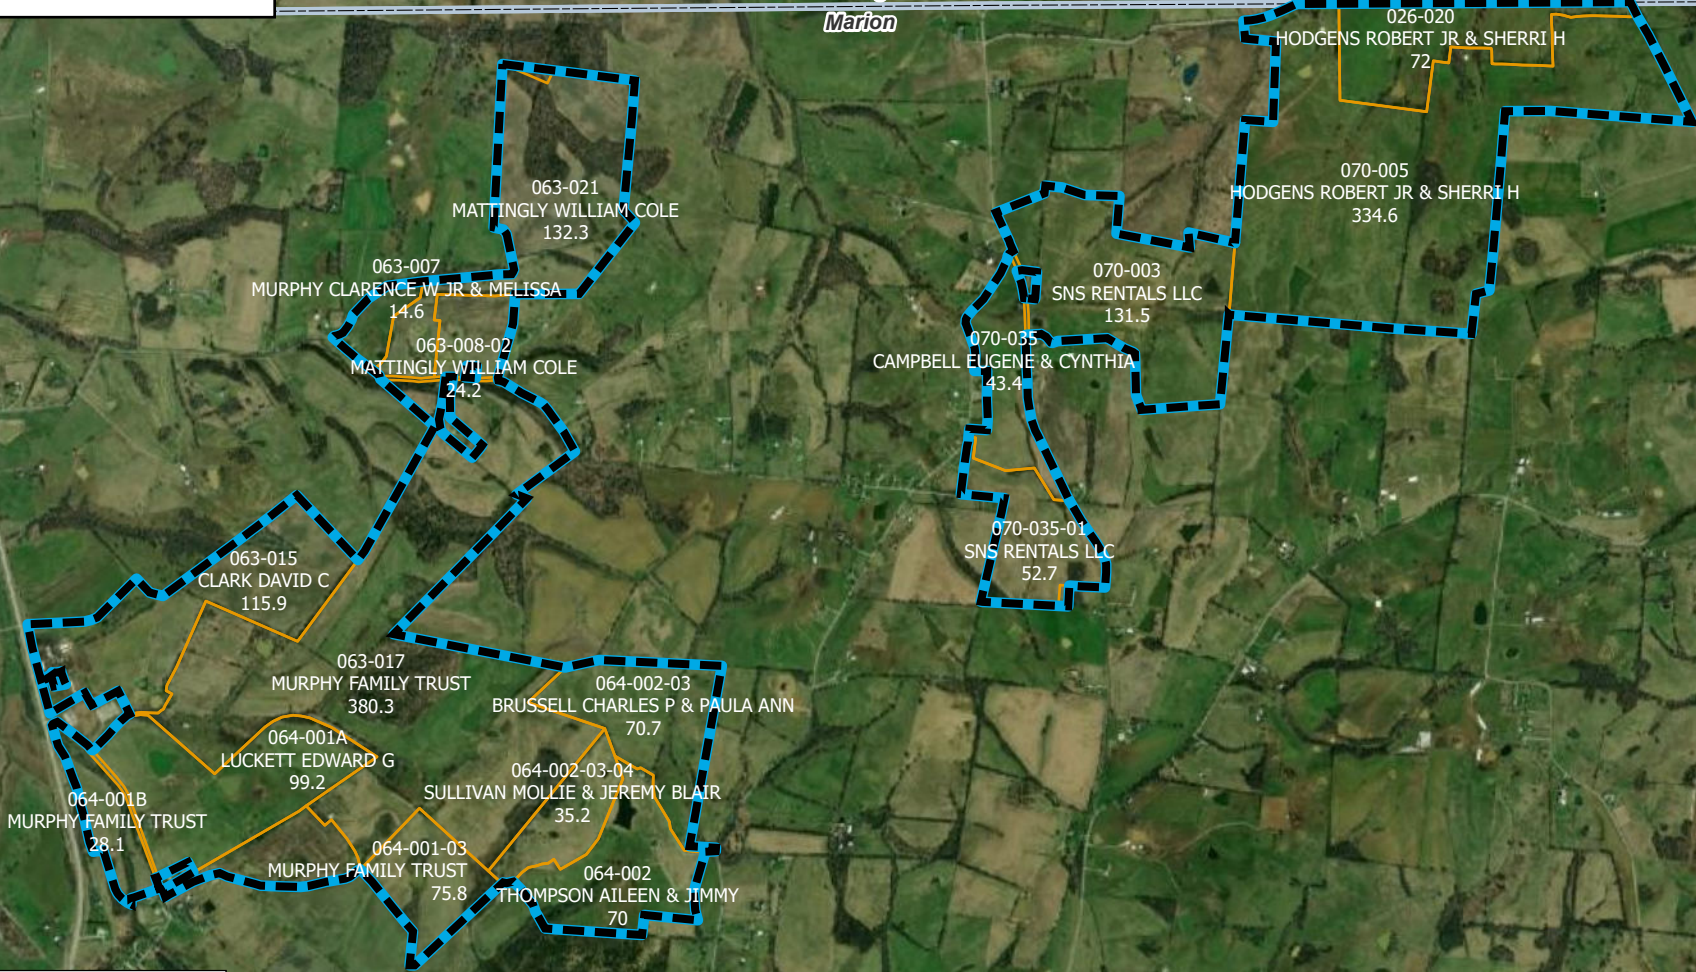 Marion
026-020
HODGENS ROBERT JR & SHERRI H
72
063-021
MATTINGLY WILLIAM COLE
132.3
070-005
HODGENS ROBERT JR & SHERRI H
334.6
063-007
MURPHY CLARENCE W JR & MELISSA
14.6
070-003
SNS RENTALS LLC
131.5
063-008-02
MATTINGLY WILLIAM COLE
24.2
070-035
CAMPBELL EUGENE & CYNTHIA
43.4
070-035-01
SNS RENTALS LLC
52.7
063-015
CLARK DAVID C
115.9
063-017
MURPHY FAMILY TRUST
380.3
064-002-03
BRUSSELL CHARLES P & PAULA ANN
70.7
064-001A
LUCKETT EDWARD G
99.2
064-002-03-04
SULLIVAN MOLLIE & JEREMY BLAIR
35.2
064-001B
MURPHY FAMILY TRUST
28.1
064-001-03
MURPHY FAMILY TRUST
75.8
064-002
THOMPSON AILEEN & JIMMY
70